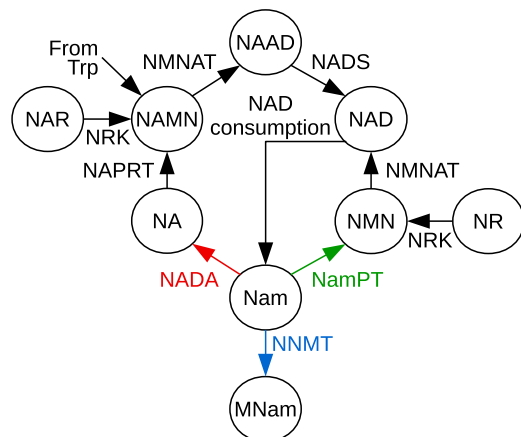 NAAD
From
Trp
NMNAT
NADS
NAD
consumption
NAR
NAMN
NAD
NRK
NAPRT
NMNAT
NA
NMN
NR
NRK
NADA
NamPT
Nam
NNMT
MNam